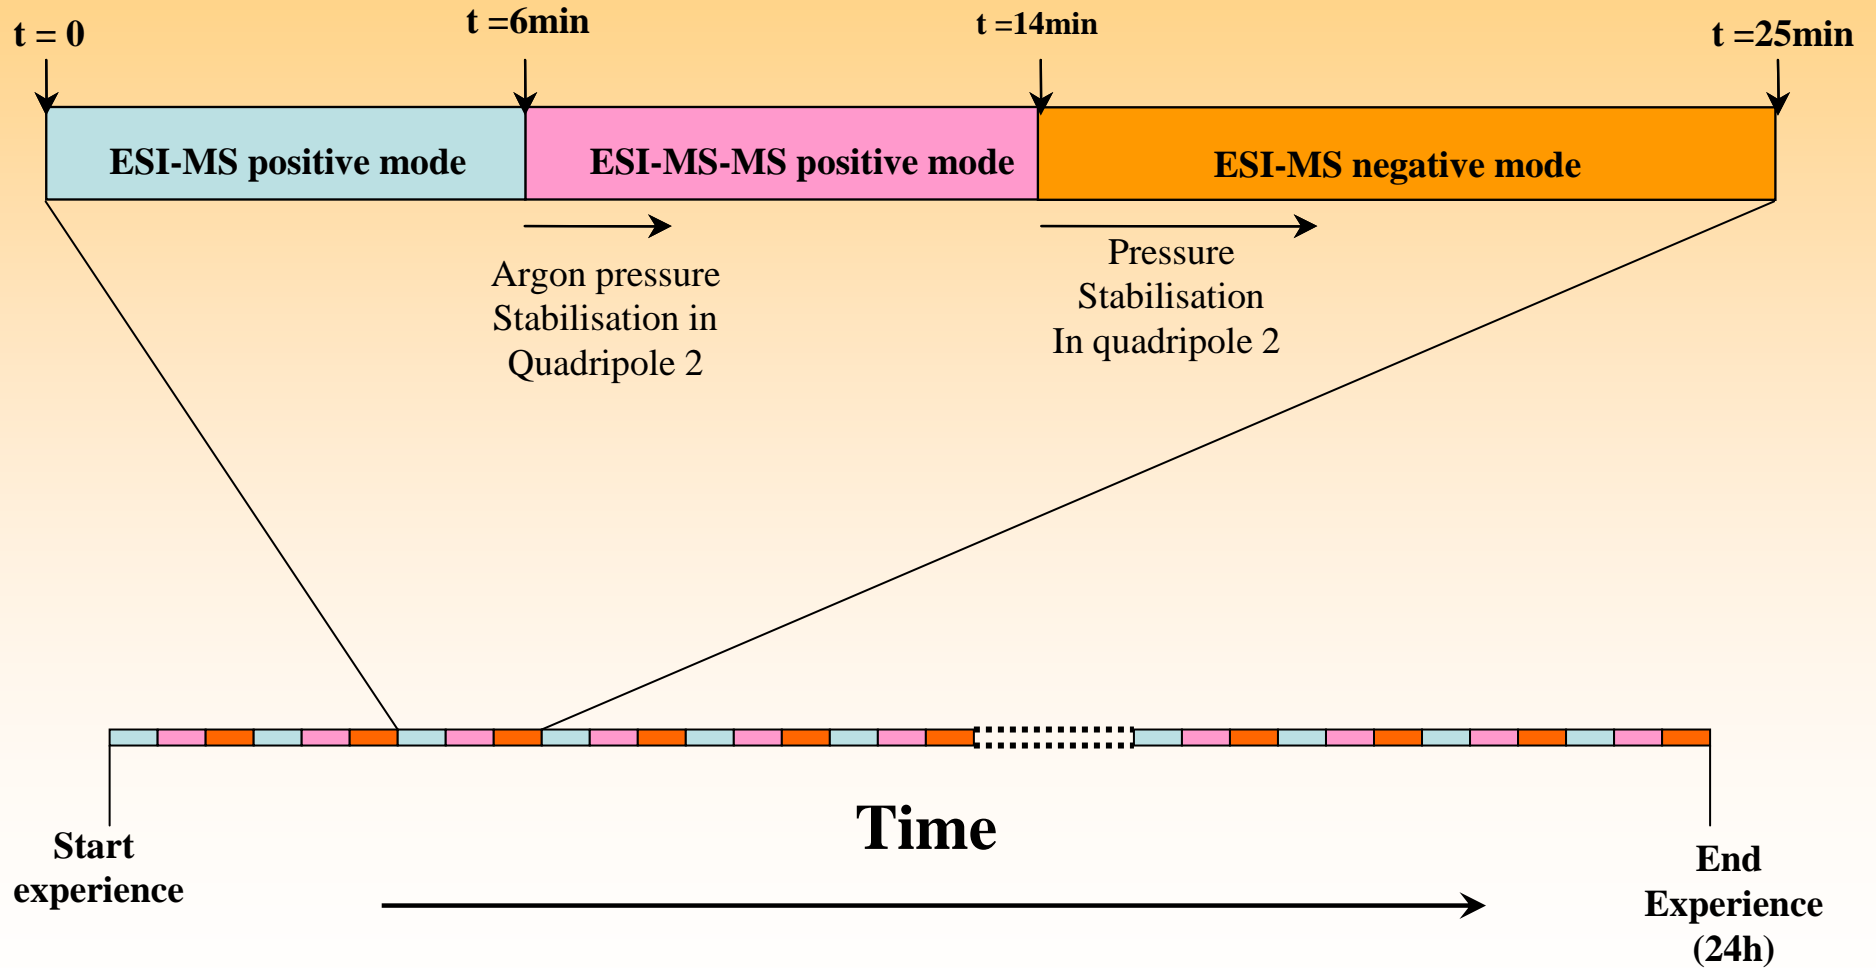 t = 0
t =6min
t =14min
t =25min
ESI-MS positive mode
ESI-MS-MS positive mode
ESI-MS negative mode
Argon pressure
Stabilisation in
Quadripole 2
Pressure
Stabilisation
In quadripole 2
Time
Start
experience
End
Experience
(24h)